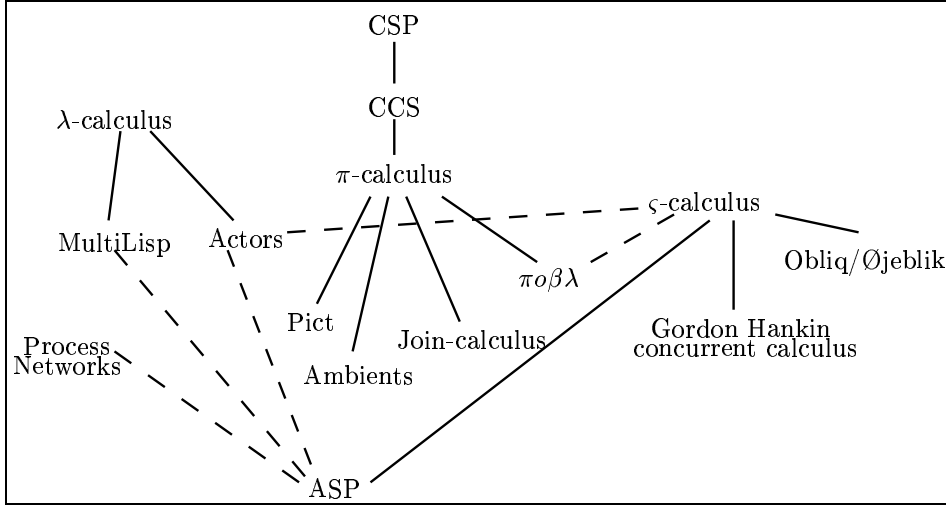 CSP
CCS
λ-calculus
π-calculus
ς-calculus
MultiLisp
Actors
Obliq/Øjeblik
πoβλ
Pict
Gordon Hankin
concurrent calculus
Join-calculus
Process
Networks
Ambients
ASP